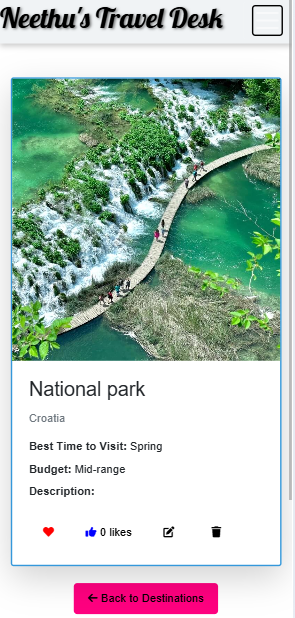 Neethu's Travel Desk
National park
Croatia
Best Time to Visit: Spring
Budget: Mid-range
Description:
0 likes
Back to Destinations